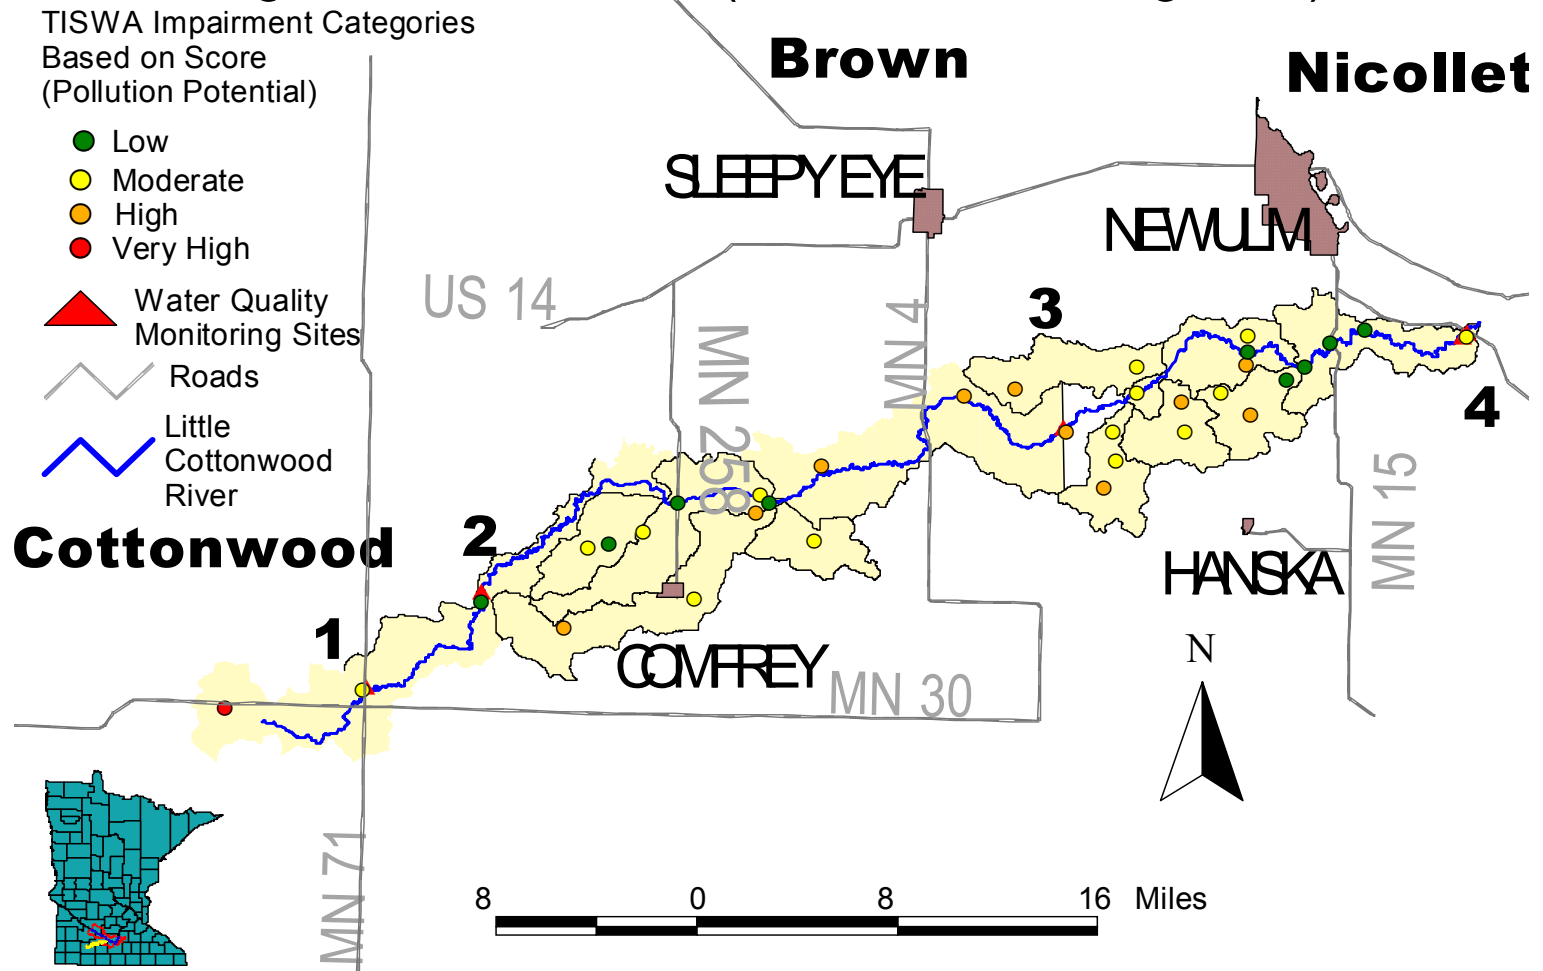 TISWA Impairment Categories
Based on Score
(Pollution Potential)
Low
Moderate
High
Very High
Water Quality
Monitoring Sites
Roads
Little
Cottonwood
River
Brown
Nicollet
SLEEPY EYE
NEW ULM
US 14
MN 258
MN 4
3
4
2
1
Cottonwood
MN 15
HANSKA
COMFREY
MN 30
N
MN 71
8 0 8 16 Miles